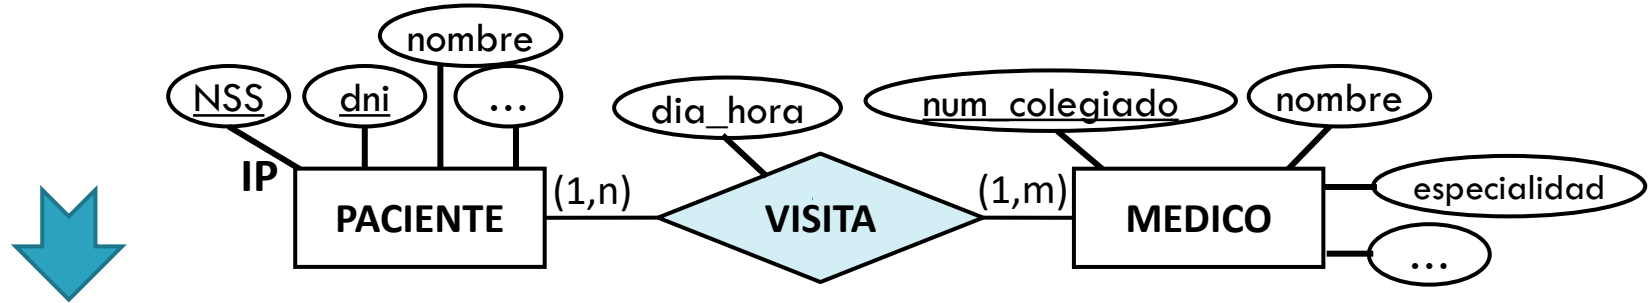 nombre
NSS
dni
...
dia_hora
num_colegiado
nombre
IP
(1,n)
(1,m)
especialidad
PACIENTE
VISITA
MEDICO
...